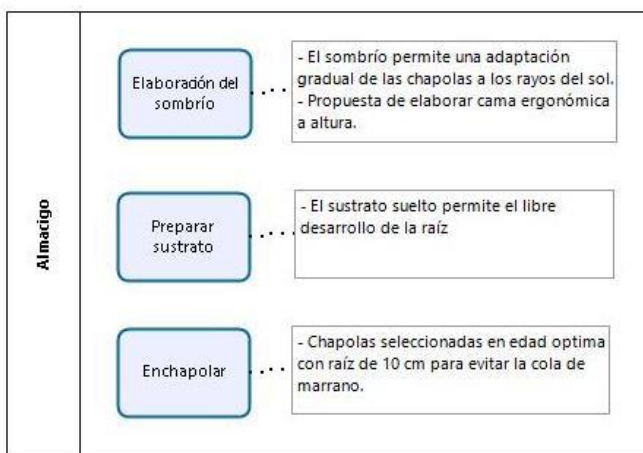 Almacigo
Elaboración del
sombrío
- El sombrío permite una adaptación
gradual de las chapolas a los rayos del sol.
- Propuesta de elaborar cama ergonómica
a altura.
Preparar
sustrato
- El sustrato suelto permite el libre
desarrollo de la raíz
Enchapolar
- Chapolas seleccionadas en edad optima
con raíz de 10 cm para evitar la cola de
marrano.